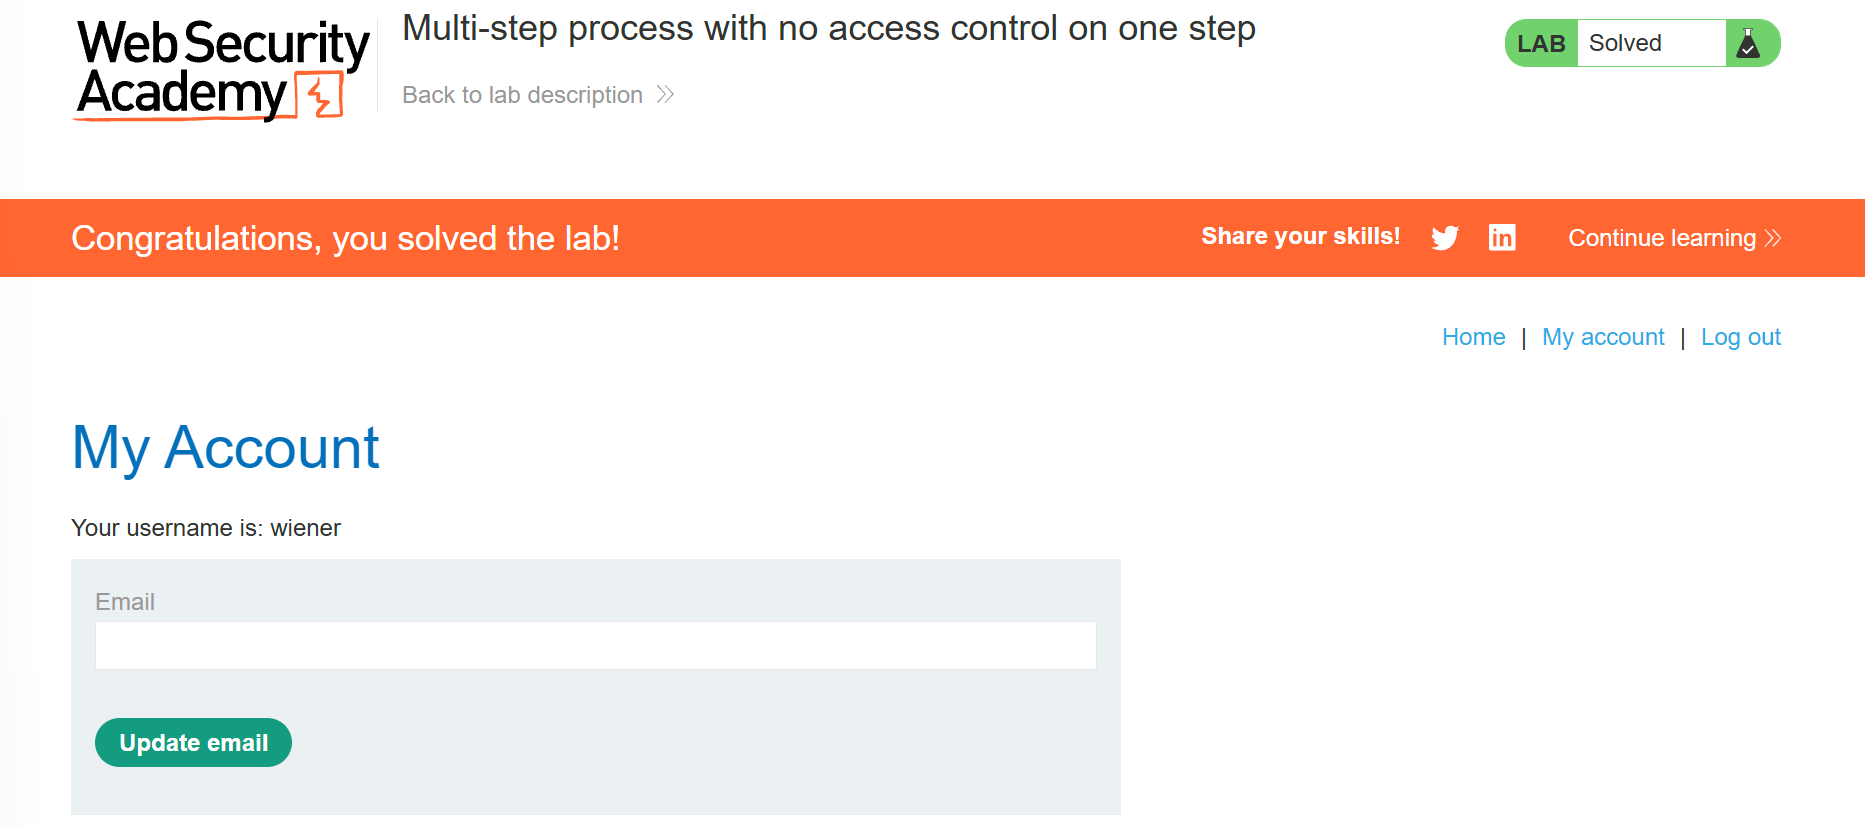 Web Security
Academy
Multi-step process with no access control on one step
Back to lab description
LAB Solved
Congratulations, you solved the lab!
Share your skills!
in
Continue learning
Home | My account | Log out
My Account
Your username is: wiener
Email
Update email